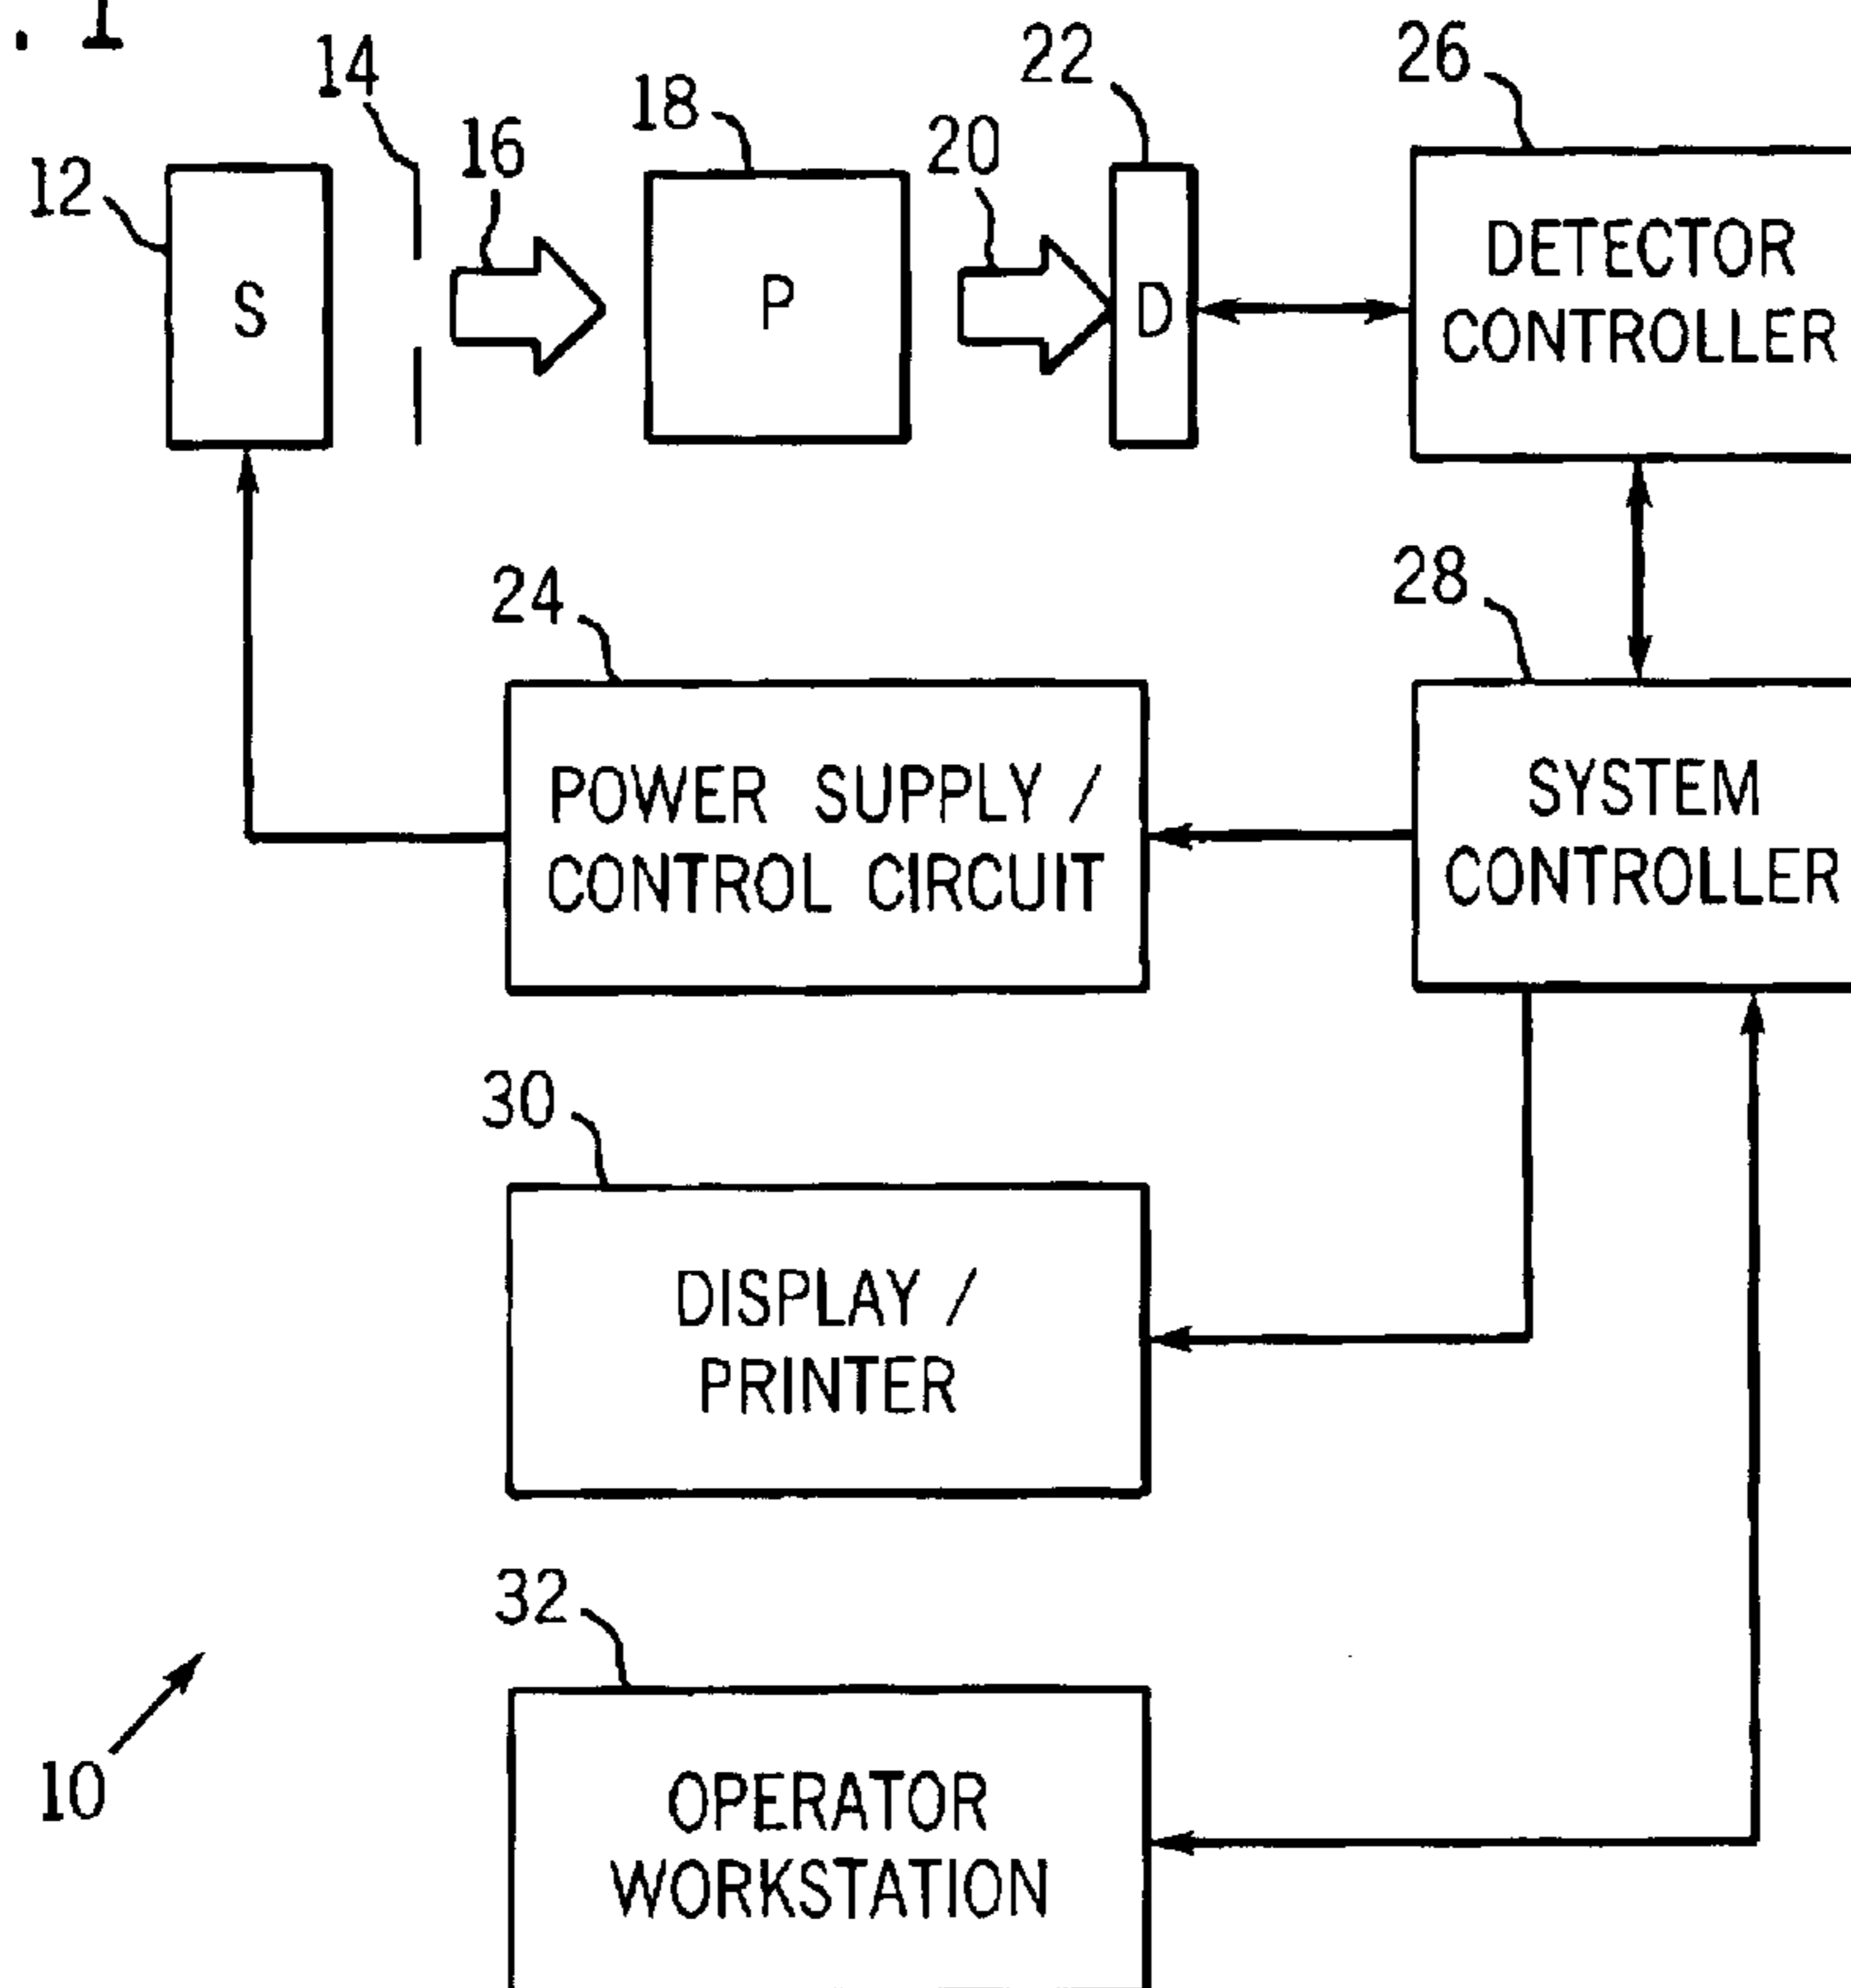 . 1
14
22
26
18
16
20
12
S
P
D
DETECTOR
CONTROLLER
24
28
POWER SUPPLY /
CONTROL CIRCUIT
SYSTEM
CONTROLLER
30
DISPLAY /
PRINTER
32
10
OPERATOR
WORKSTATION